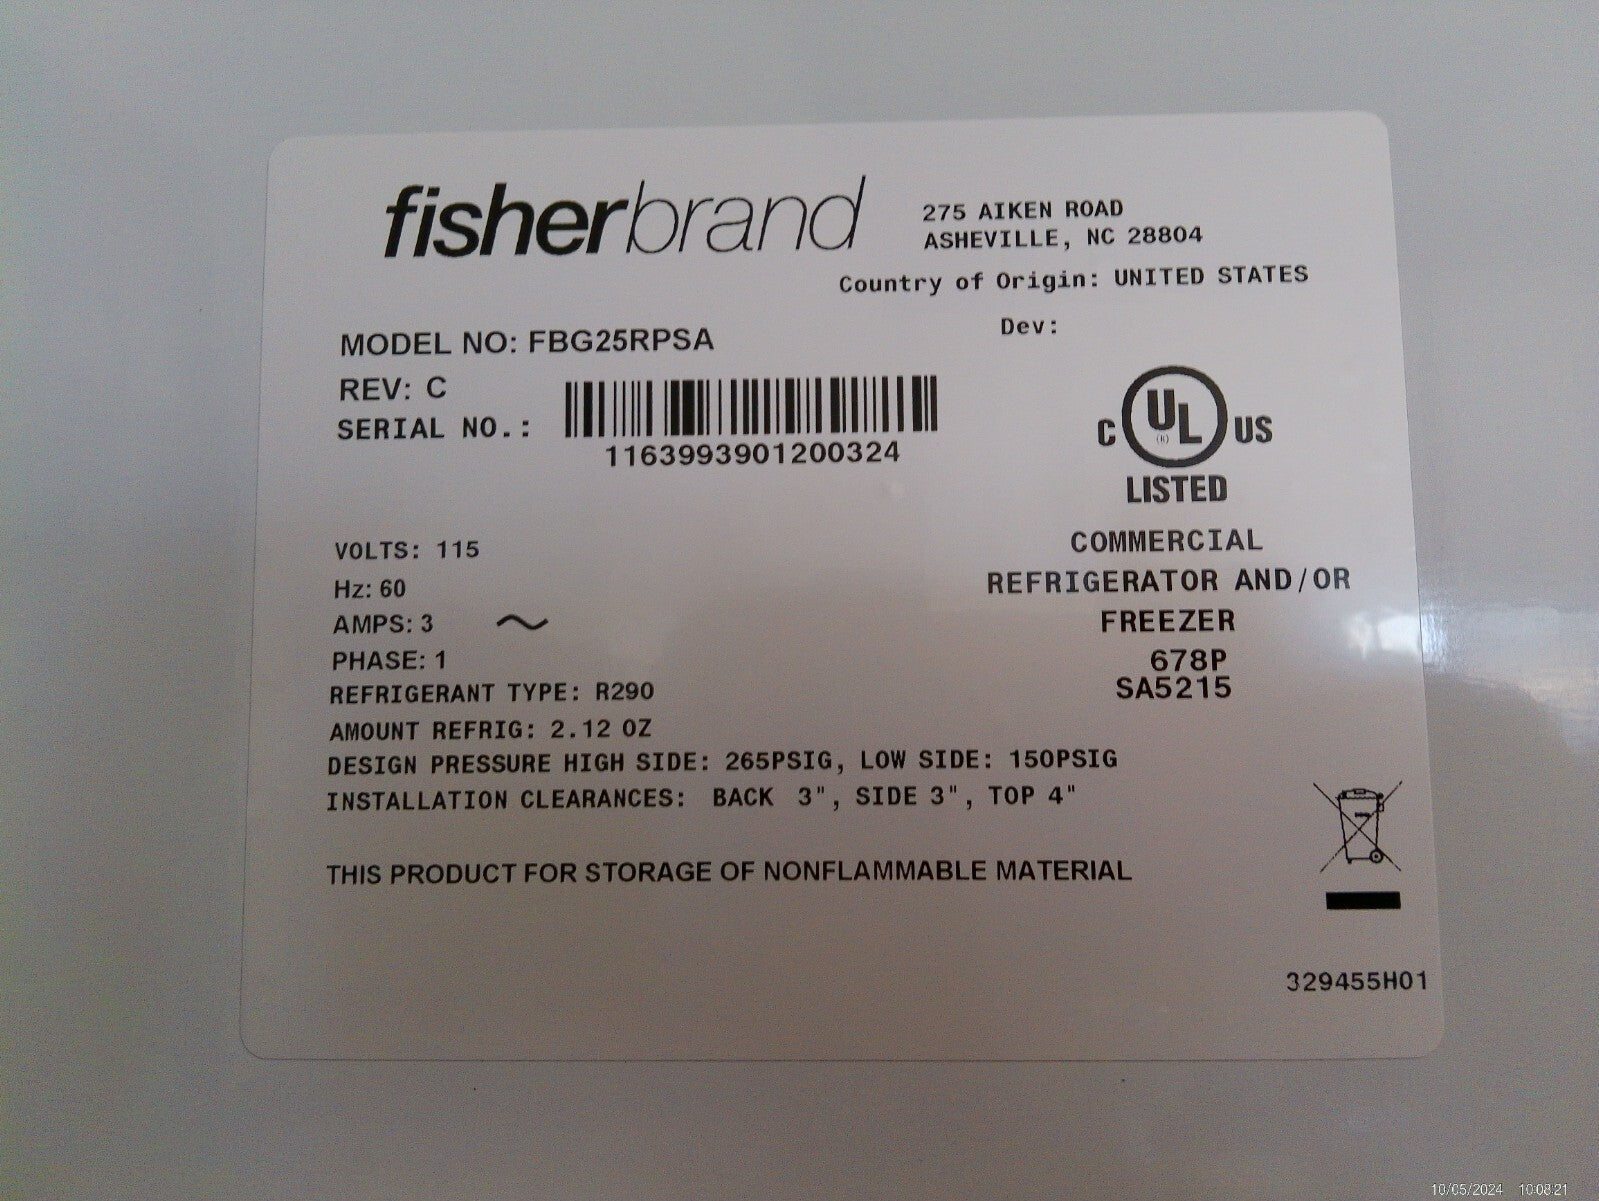 fisherbrand
275 AIKEN ROAD
ASHEVILLE, NC 28804
Country of Origin: UNITED STATES
Dev:
MODEL NO: FBG25RPSA
REV: C
SERIAL NO.:
1163993901200324
C UL US
(R)
LISTED
VOLTS: 115
Hz: 60
AMPS: 3 ~
PHASE: 1
REFRIGERANT TYPE: R290
AMOUNT REFRIG: 2.12 OZ
DESIGN PRESSURE HIGH SIDE: 265PSIG, LOW SIDE: 150PSIG
INSTALLATION CLEARANCES: BACK 3", SIDE 3", TOP 4"
COMMERCIAL
REFRIGERATOR AND/OR
FREEZER
678P
SA5215
THIS PRODUCT FOR STORAGE OF NONFLAMMABLE MATERIAL
329455H01
10/05/2024 10:08:21